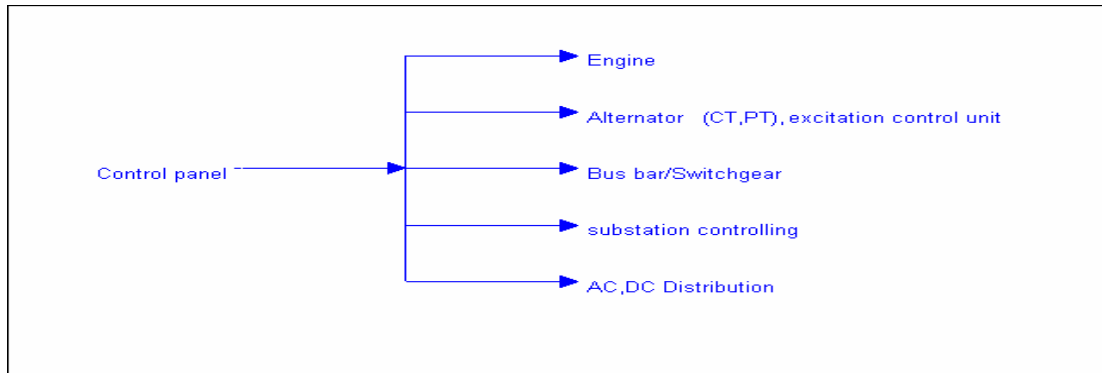 Engine
Alternator (CT,PT), excitation control unit
Control panel
Bus bar/Switchgear
substation controlling
AC,DC Distribution